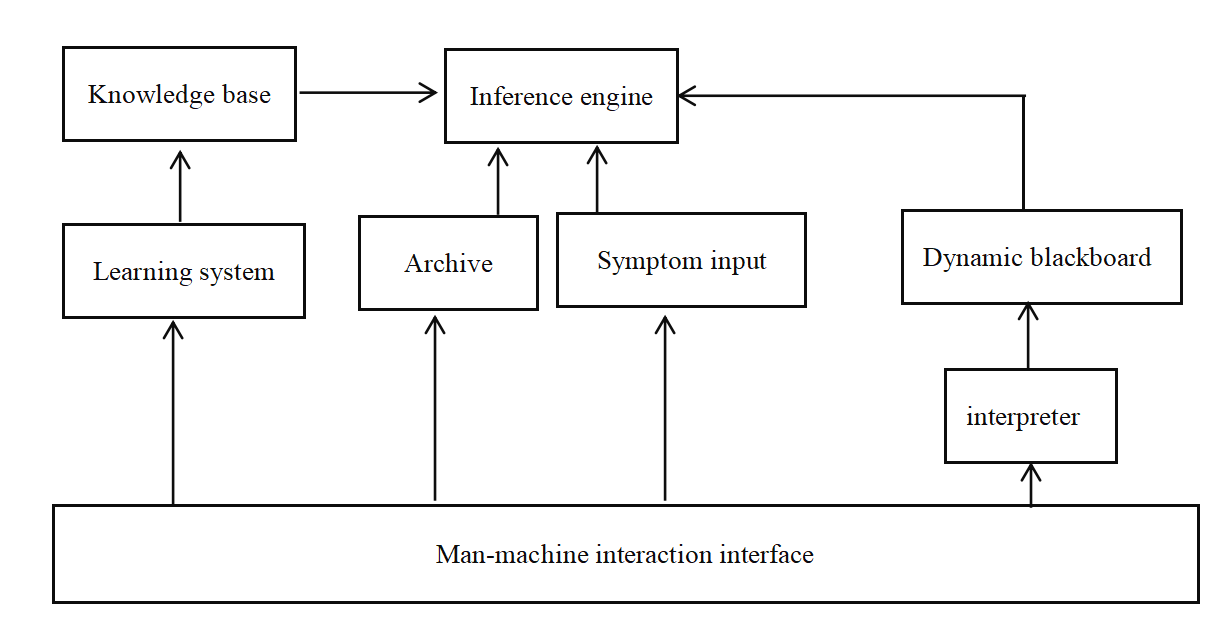 Knowledge base
Inference engine
Learning system
Archive
Symptom input
Dynamic blackboard
interpreter
Man-machine interaction interface